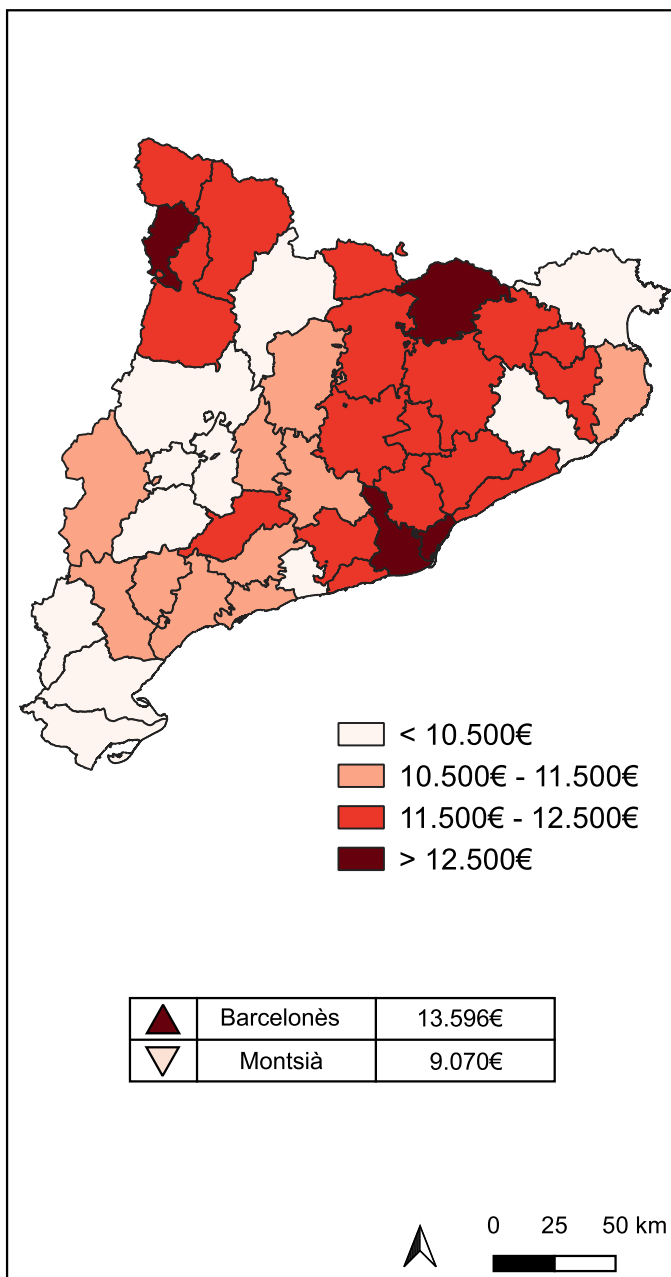 < 10.500€
10.500€ - 11.500€
11.500€ - 12.500€
> 12.500€
Barcelonès 13.596€
Montsià 9.070€
0 25 50 km